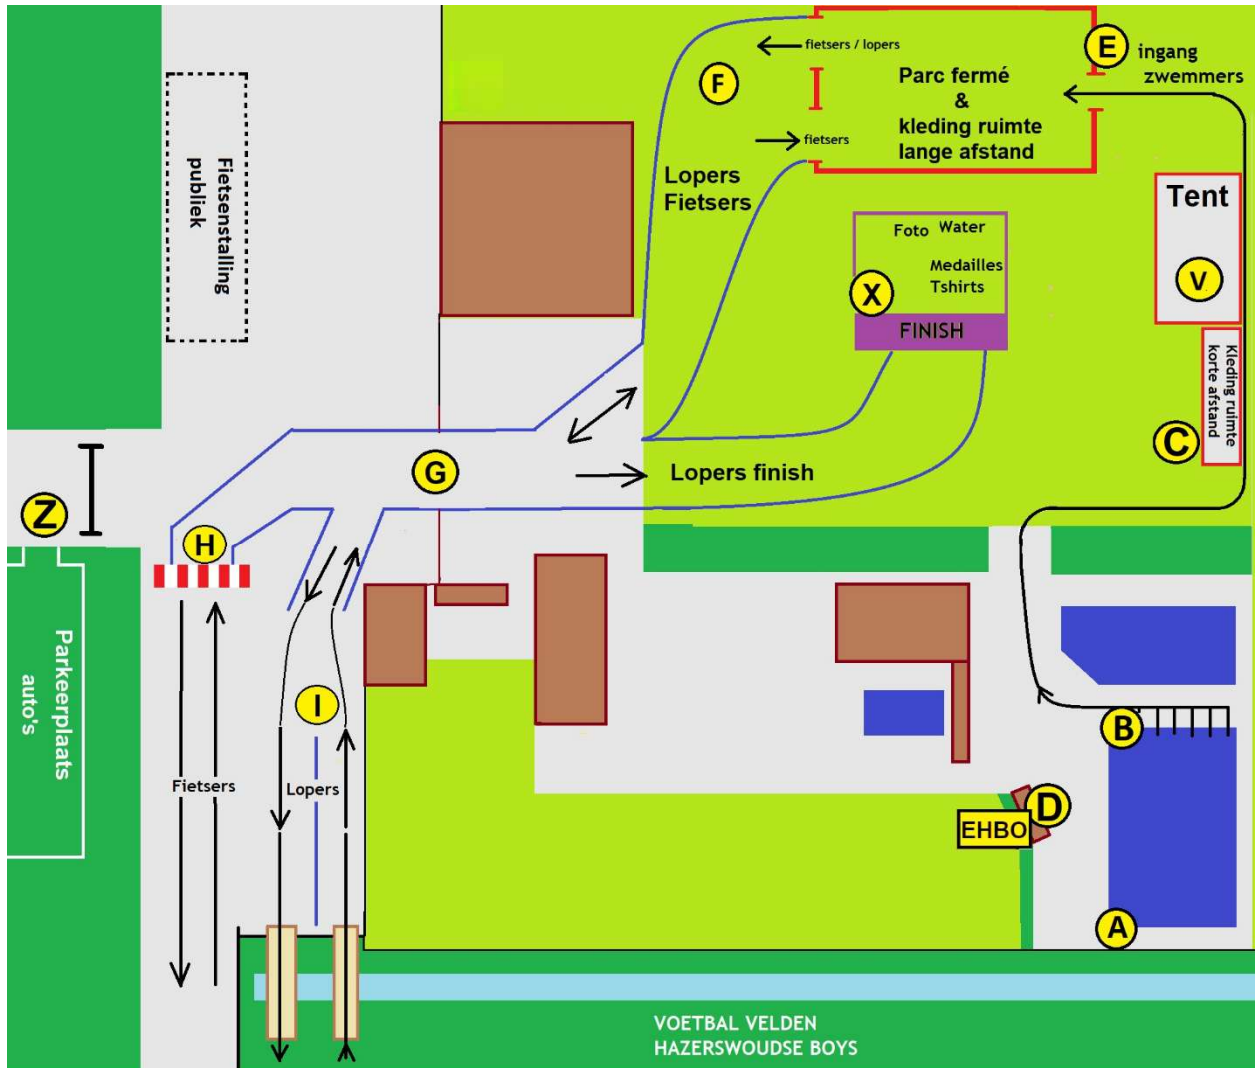 fietsers / lopers
E
ingang
zwemmers
F
Parc fermé
&
kleding ruimte
lange afstand
fietsers
Fietsenstalling
publiek
Lopers
Fietsers
Tent
V
Foto
Water
Medailles
Tshirts
X
FINISH
Kleding ruimte
korte afstand
C
G
Lopers finish
Z
H
Parkeerplaats
auto's
I
B
Fietsers
Lopers
D
EHBO
A
VOETBAL VELDEN
HAZERSWOUDSE BOYS